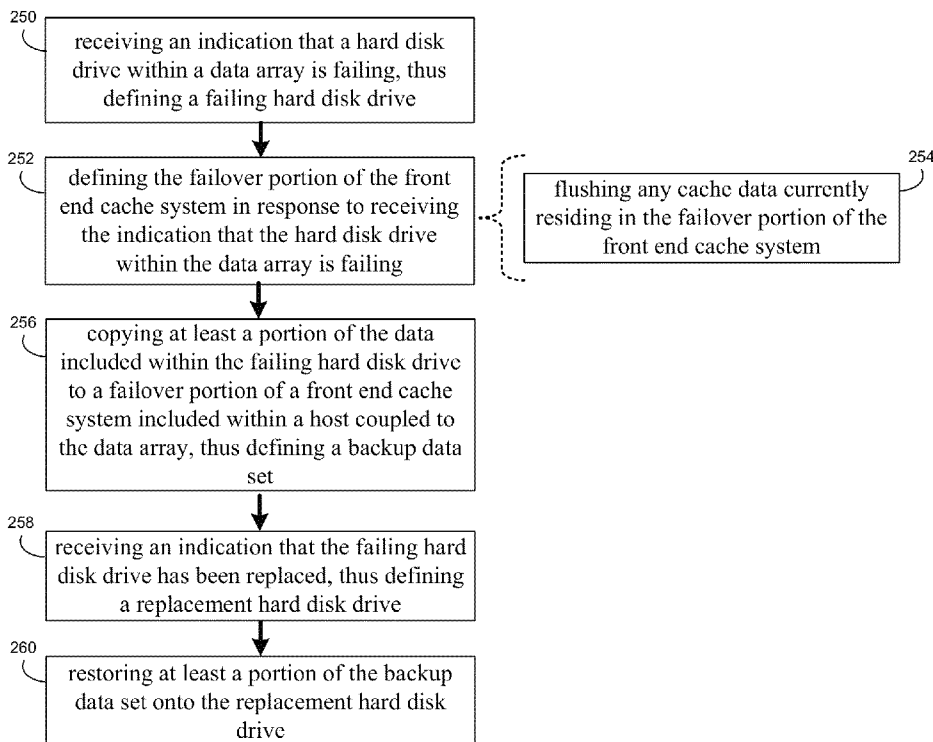 250
receiving an indication that a hard disk
drive within a data array is failing, thus
defining a failing hard disk drive
252
defining the failover portion of the front
end cache system in response to receiving
the indication that the hard disk drive
within the data array is failing
254
flushing any cache data currently
residing in the failover portion of the
front end cache system
256
copying at least a portion of the data
included within the failing hard disk drive
to a failover portion of a front end cache
system included within a host coupled to
the data array, thus defining a backup data
set
258
receiving an indication that the failing hard
disk drive has been replaced, thus defining
a replacement hard disk drive
260
restoring at least a portion of the backup
data set onto the replacement hard disk
drive